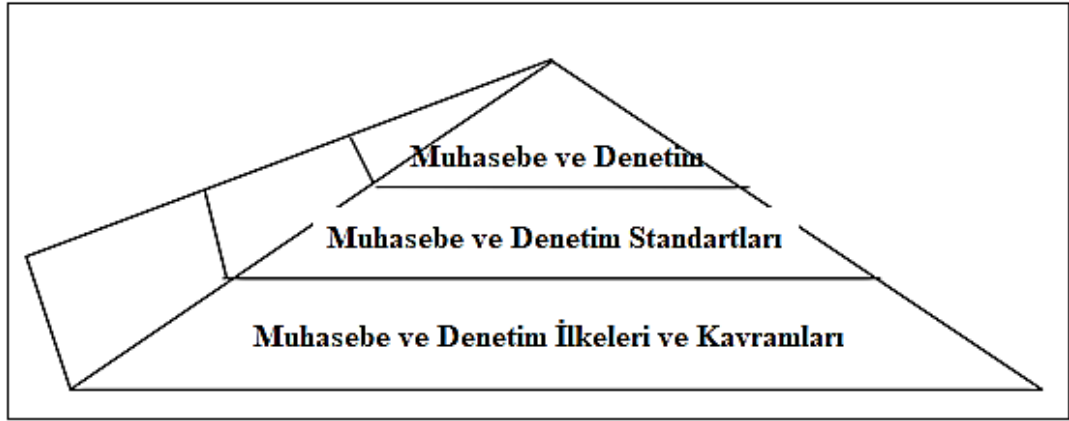 Muhasebe ve Denetim
Muhasebe ve Denetim Standartları
Muhasebe ve Denetim İlkeleri ve Kavramları